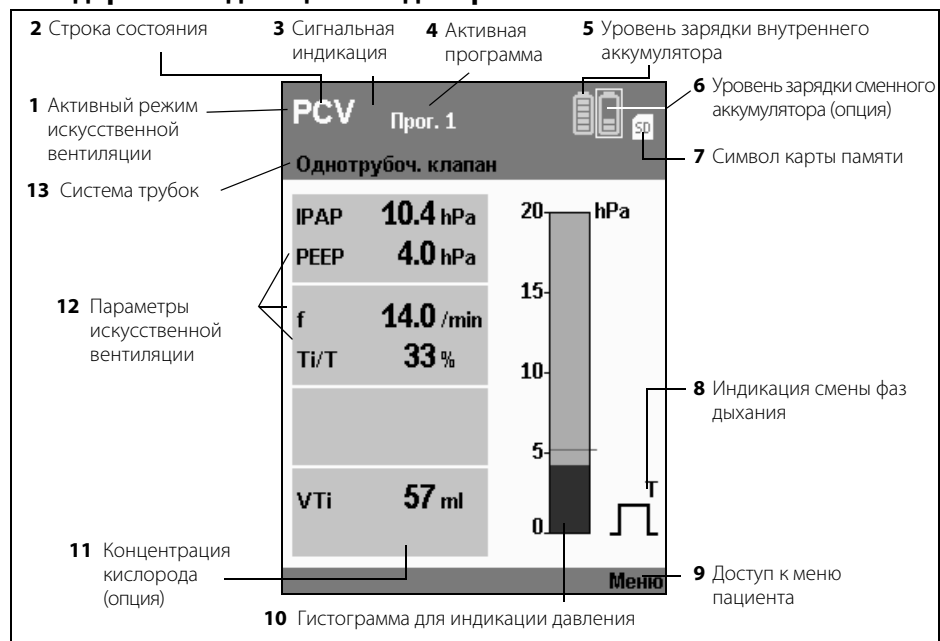 2 Строка состояния
3 Сигнальная
индикация
4 Активная
программа
5 Уровень зарядки внутреннего
аккумулятора
6 Уровень зарядки сменного
аккумулятора (опция)
1 Активный режим
искусственной
вентиляции
PCV
Прог. 1
SD
7 Символ карты памяти
Однотрубоч. клапан
13 Система трубок
IPAP 10.4 hPa
PEEP 4.0 hPa
20 hPa
15
12 Параметры
искусственной
вентиляции
f 14.0 /min
Ti/T 33 %
10
8 Индикация смены фаз
дыхания
5
T
VTi 57 ml
0
11 Концентрация
кислорода
(опция)
Меню
9 Доступ к меню
пациента
10 Гистограмма для индикации давления